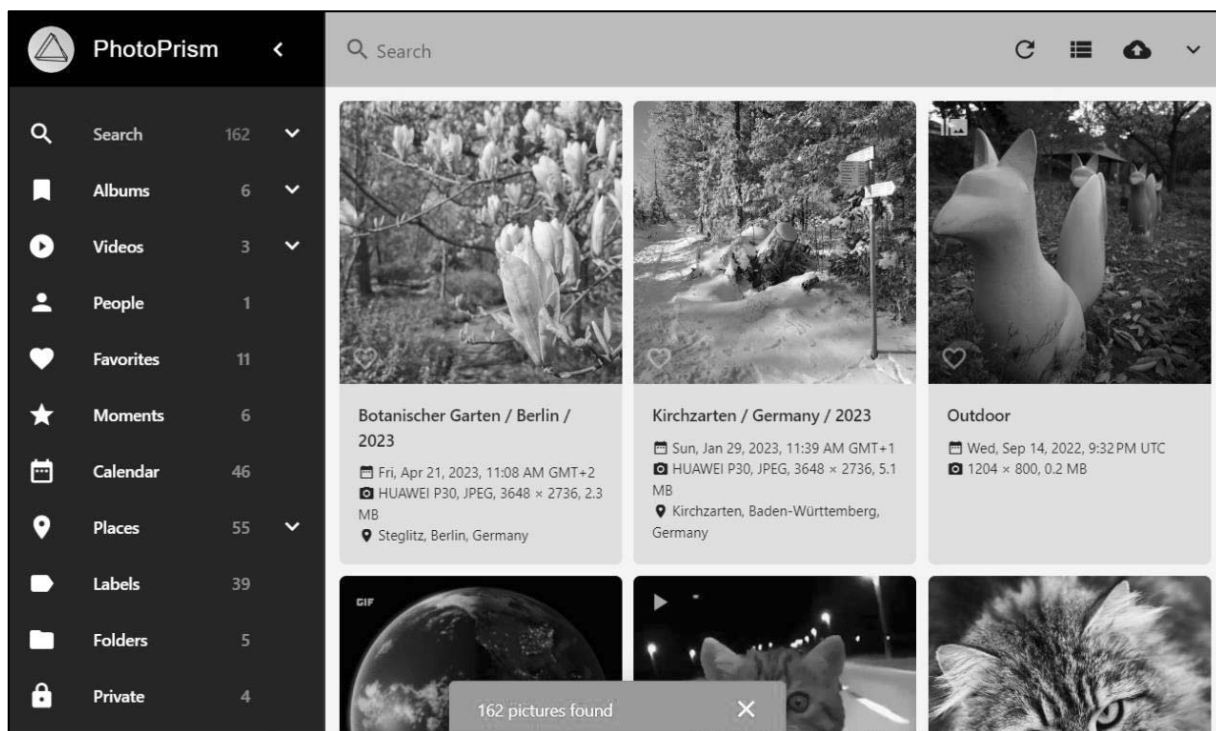 PhotoPrism
Search
Search 162
Albums 6
Videos 3
People 1
Favorites 11
Moments 6
Calendar 46
Places 55
Labels 39
Folders 5
Private 4
Botanischer Garten / Berlin /
2023
Fri, Apr 21, 2023, 11:08 AM GMT+2
HUAWEI P30, JPEG, 3648 × 2736, 2.3
MB
Steglitz, Berlin, Germany
Kirchzarten / Germany / 2023
Sun, Jan 29, 2023, 11:39 AM GMT+1
HUAWEI P30, JPEG, 3648 × 2736, 5.1
MB
Kirchzarten, Baden-Württemberg,
Germany
Outdoor
Wed, Sep 14, 2022, 9:32 PM UTC
1204 × 800, 0.2 MB
GIF
162 pictures found